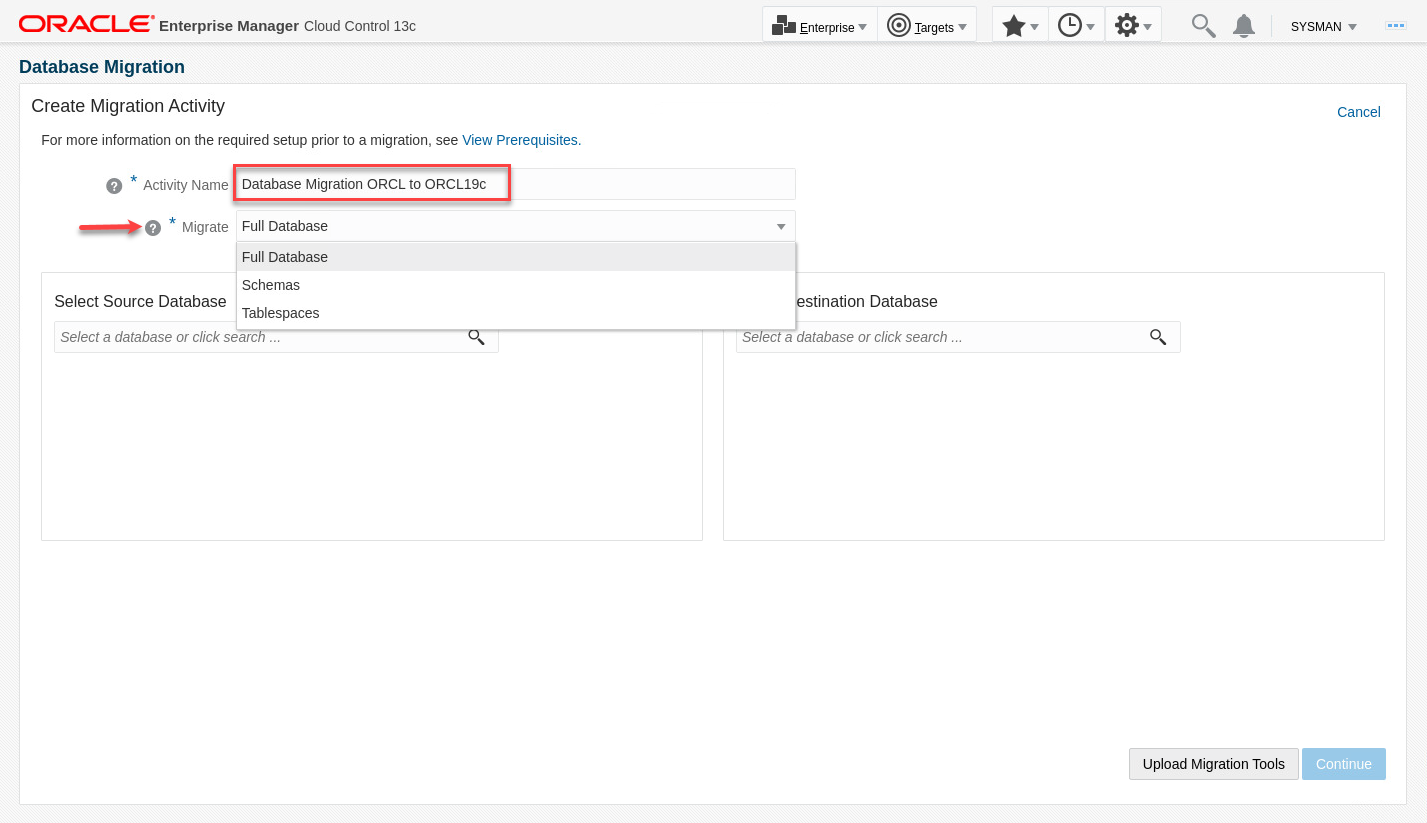 ORACLE Enterprise Manager Cloud Control 13c Enterprise Targets SYSMAN
Database Migration
Create Migration Activity
Cancel
For more information on the required setup prior to a migration, see View Prerequisites.
? * Activity Name Database Migration ORCL to ORCL19c
? * Migrate Full Database
Full Database
Schemas
Tablespaces
Select Source Database
estination Database
Select a database or click search ...
Select a database or click search ...
Upload Migration Tools Continue